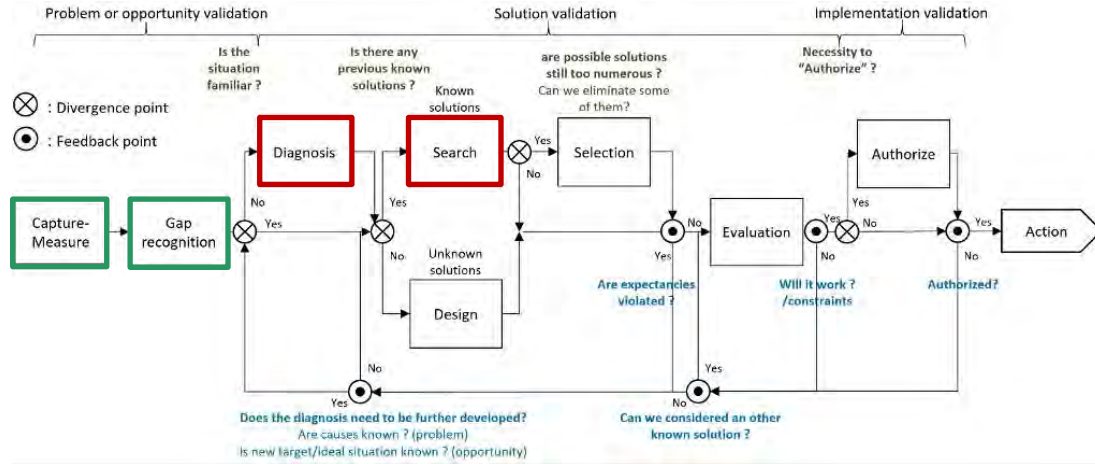 Problem or opportunity validation
Solution validation
Implementation validation
Is the
situation
familiar ?
Is there any
previous known
solutions ?
are possible solutions
still too numerous ?
Can we eliminate some
of them?
Necessity to
“Authorize” ?
: Divergence point
: Feedback point
Known
solutions
Diagnosis
Search
Yes
Selection
Yes
Authorize
No
Yes
No
No
Capture-
Measure
Gap
recognition
Yes
No
Evaluation
Yes
No
Yes
Action
No
Unknown
solutions
Yes
No
No
Design
Are expectancies
violated ?
Will it work ?
/constraints
Authorized?
No
Yes
Yes
No
Does the diagnosis need to be further developed?
Are causes known ? (problem)
Is new target/ideal situation known ? (opportunity)
Can we considered an other
known solution ?